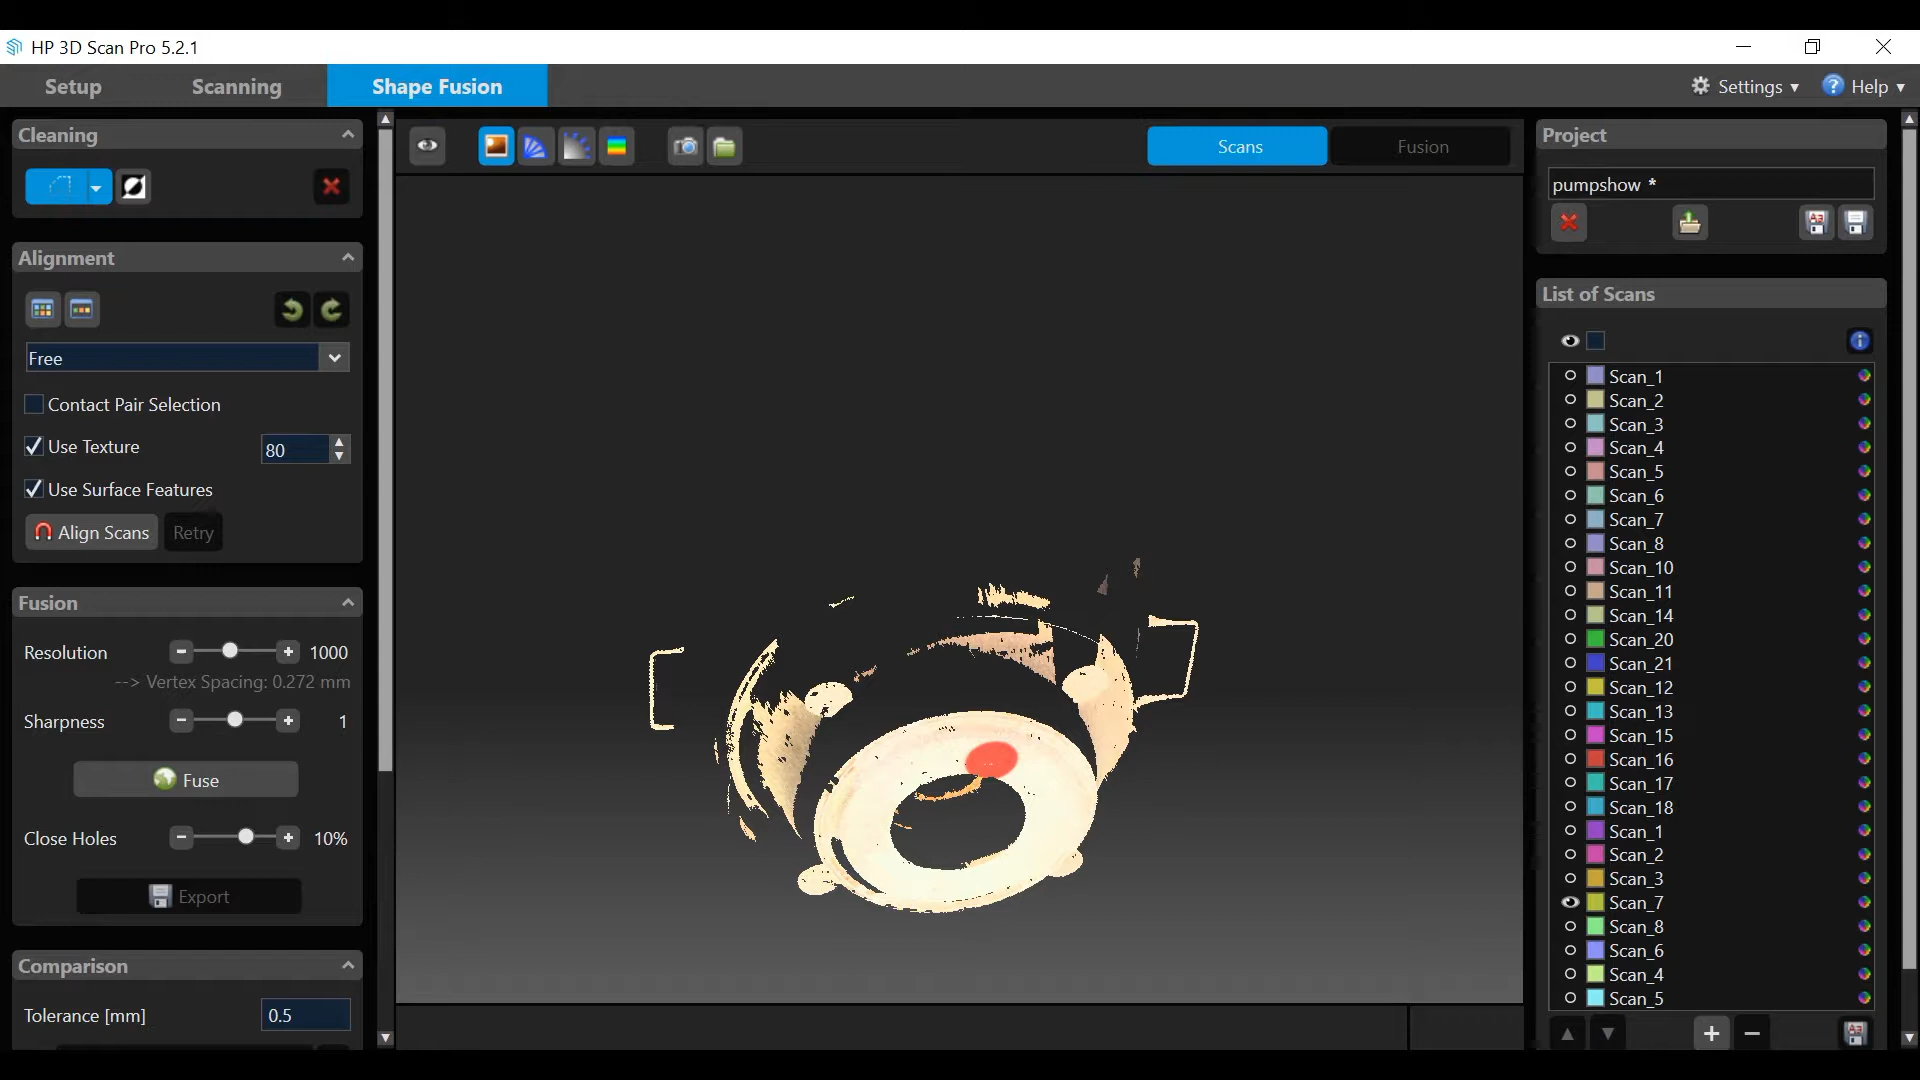 HP 3D Scan Pro 5.2.1
Setup
Scanning
Shape Fusion
Settings
Help
Cleaning
Alignment
Free
Contact Pair Selection
Use Texture
80
Use Surface Features
Align Scans
Retry
Fusion
Resolution
1000
--> Vertex Spacing: 0.272 mm
Sharpness
1
Fuse
Close Holes
10%
Export
Comparison
Tolerance [mm]
0.5
Scans
Fusion
Project
pumpshow *
List of Scans
Scan_1
Scan_2
Scan_3
Scan_4
Scan_5
Scan_6
Scan_7
Scan_8
Scan_10
Scan_11
Scan_14
Scan_20
Scan_21
Scan_12
Scan_13
Scan_15
Scan_16
Scan_17
Scan_18
Scan_1
Scan_2
Scan_3
Scan_7
Scan_8
Scan_6
Scan_4
Scan_5